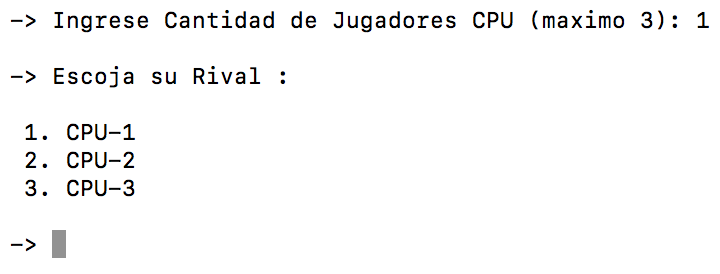 –> Ingrese Cantidad de Jugadores CPU (maximo 3): 1
–> Escoja su Rival :
1. CPU–1
2. CPU–2
3. CPU–3
–>